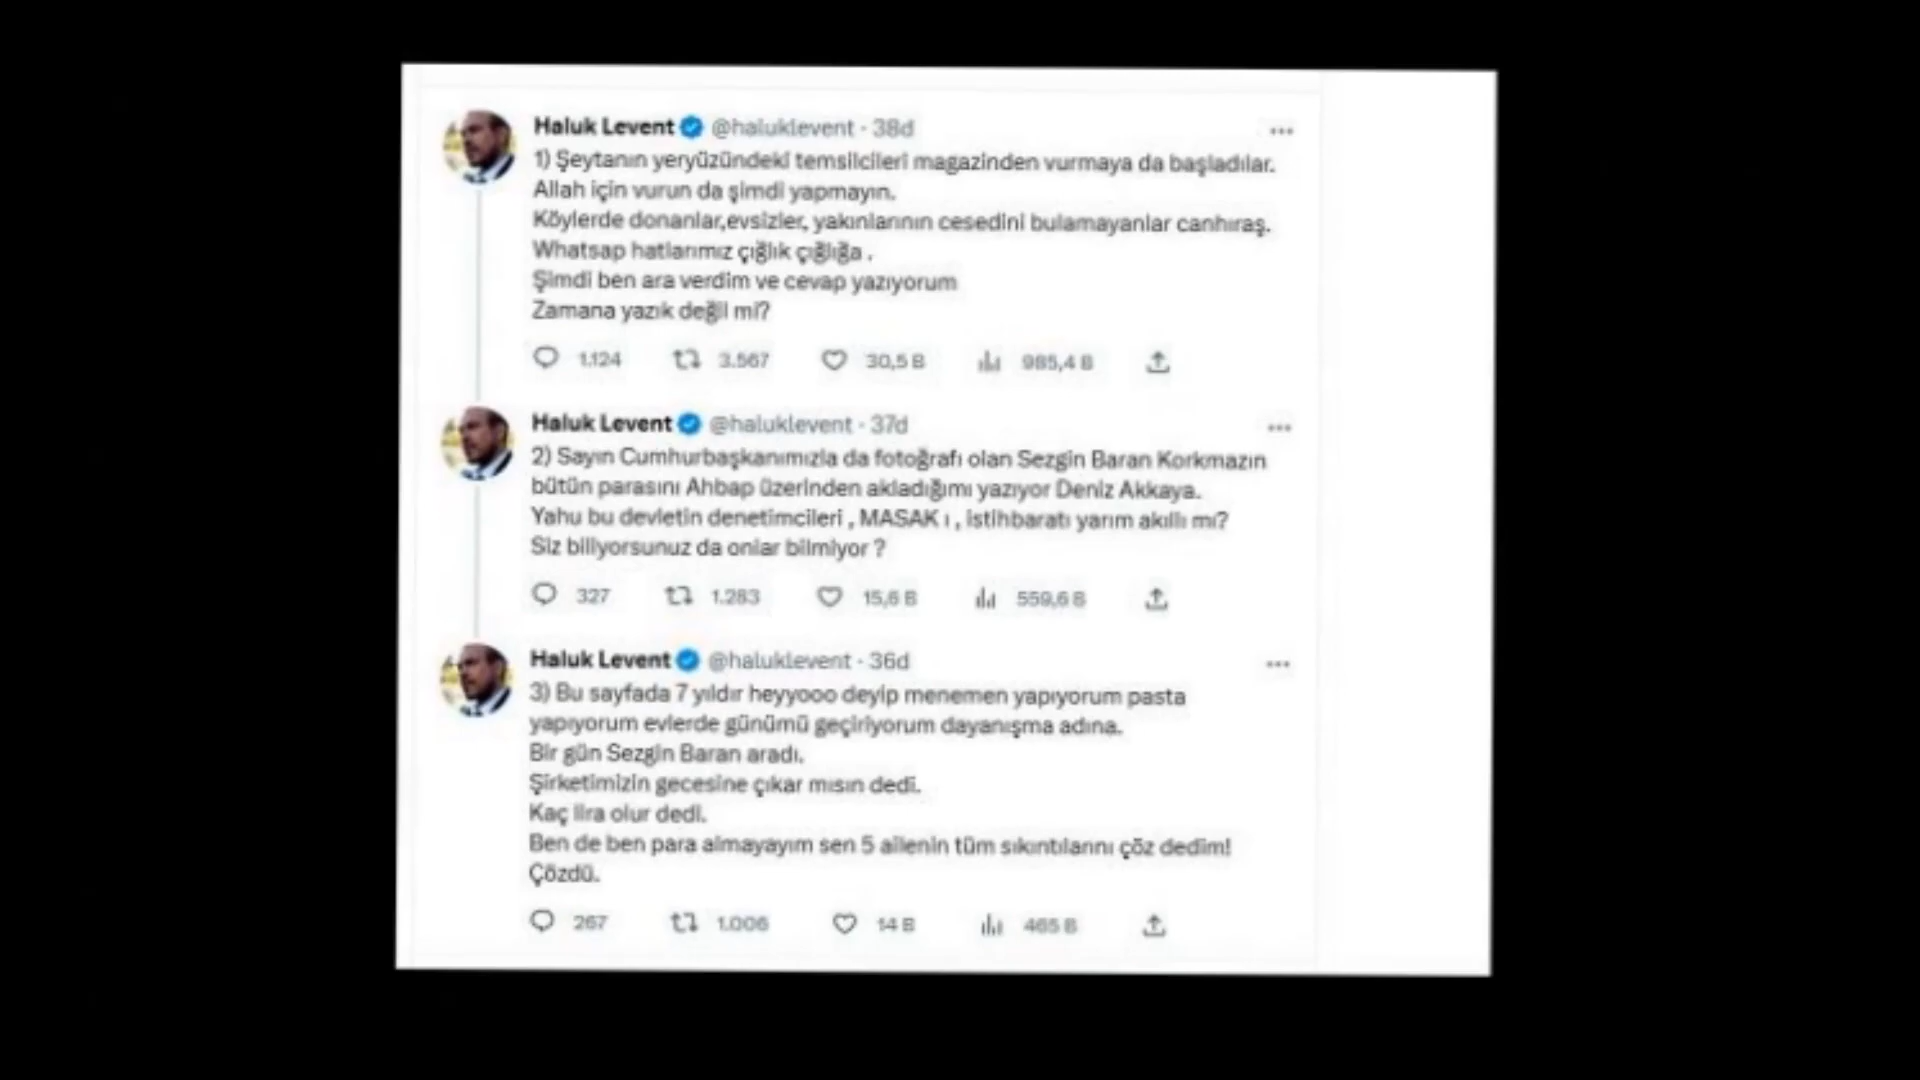 Haluk Levent @haluklevent · 38d
1) Şeytanın yeryüzündeki temsilcileri magazinden vurmaya da başladılar.
Allah için vurun da şimdi yapmayın.
Köylerde donanlar,evsizler, yakınlarının cesedini bulamayanlar canhıraş.
Whatsap hatlarımız çığlık çığlığa .
Şimdi ben ara verdim ve cevap yazıyorum
Zamana yazık değil mi?
1.124 3.567 30,5 B 985,4 B
Haluk Levent @haluklevent · 37d
2) Sayın Cumhurbaşkanımızla da fotoğrafı olan Sezgin Baran Korkmazın
bütün parasını Ahbap üzerinden akladığımı yazıyor Deniz Akkaya.
Yahu bu devletin denetimcileri , MASAK ı , istihbaratı yarım akıllı mı?
Siz biliyorsunuz da onlar bilmiyor ?
327 1.283 15,6 B 559,6 B
Haluk Levent @haluklevent · 36d
3) Bu sayfada 7 yıldır heyyooo deyip menemen yapıyorum pasta
yapıyorum evlerde günümü geçiriyorum dayanışma adına.
Bir gün Sezgin Baran aradı.
Şirketimizin gecesine çıkar mısın dedi.
Kaç lira olur dedi.
Ben de ben para almayayım sen 5 ailenin tüm sıkıntılarını çöz dedim!
Çözdü.
267 1.006 14 B 465 B